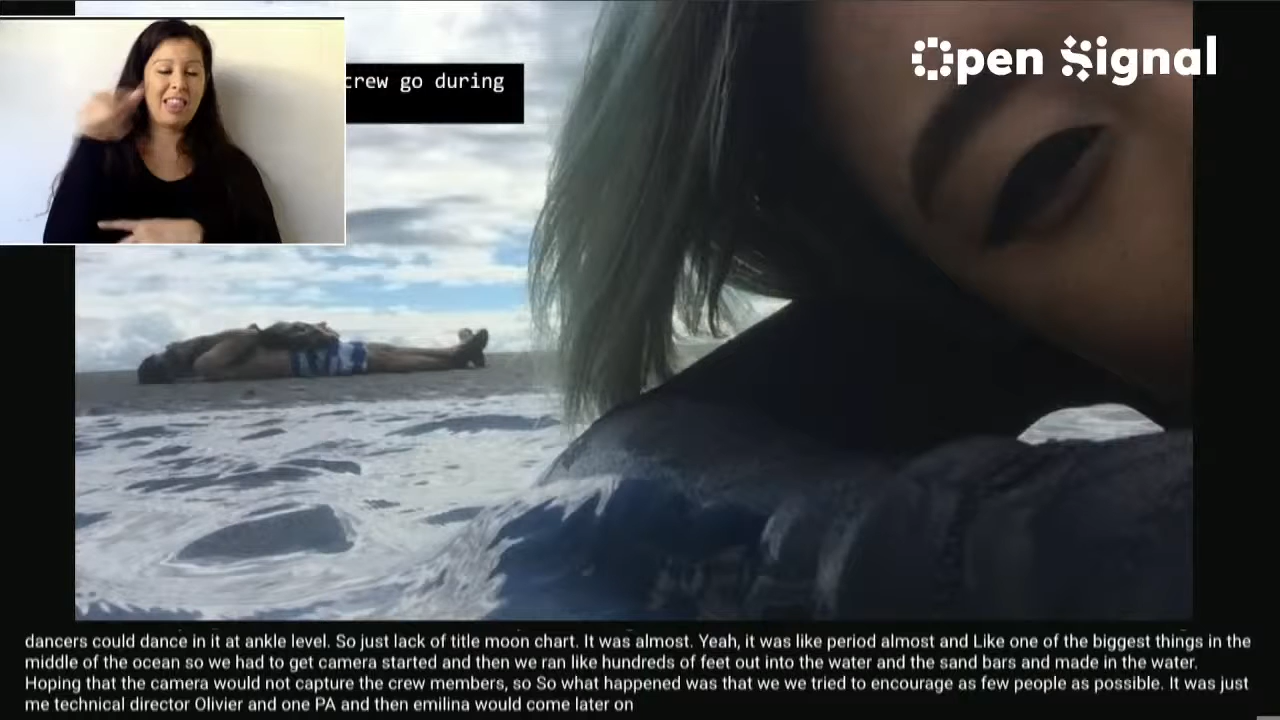 Open Signal
crew go during
dancers could dance in it at ankle level. So just lack of title moon chart. It was almost. Yeah, it was like period almost and Like one of the biggest things in the
middle of the ocean so we had to get camera started and then we ran like hundreds of feet out into the water and the sand bars and made in the water.
Hoping that the camera would not capture the crew members, so So what happened was that we we tried to encourage as few people as possible. It was just
me technical director Olivier and one PA and then emilina would come later on